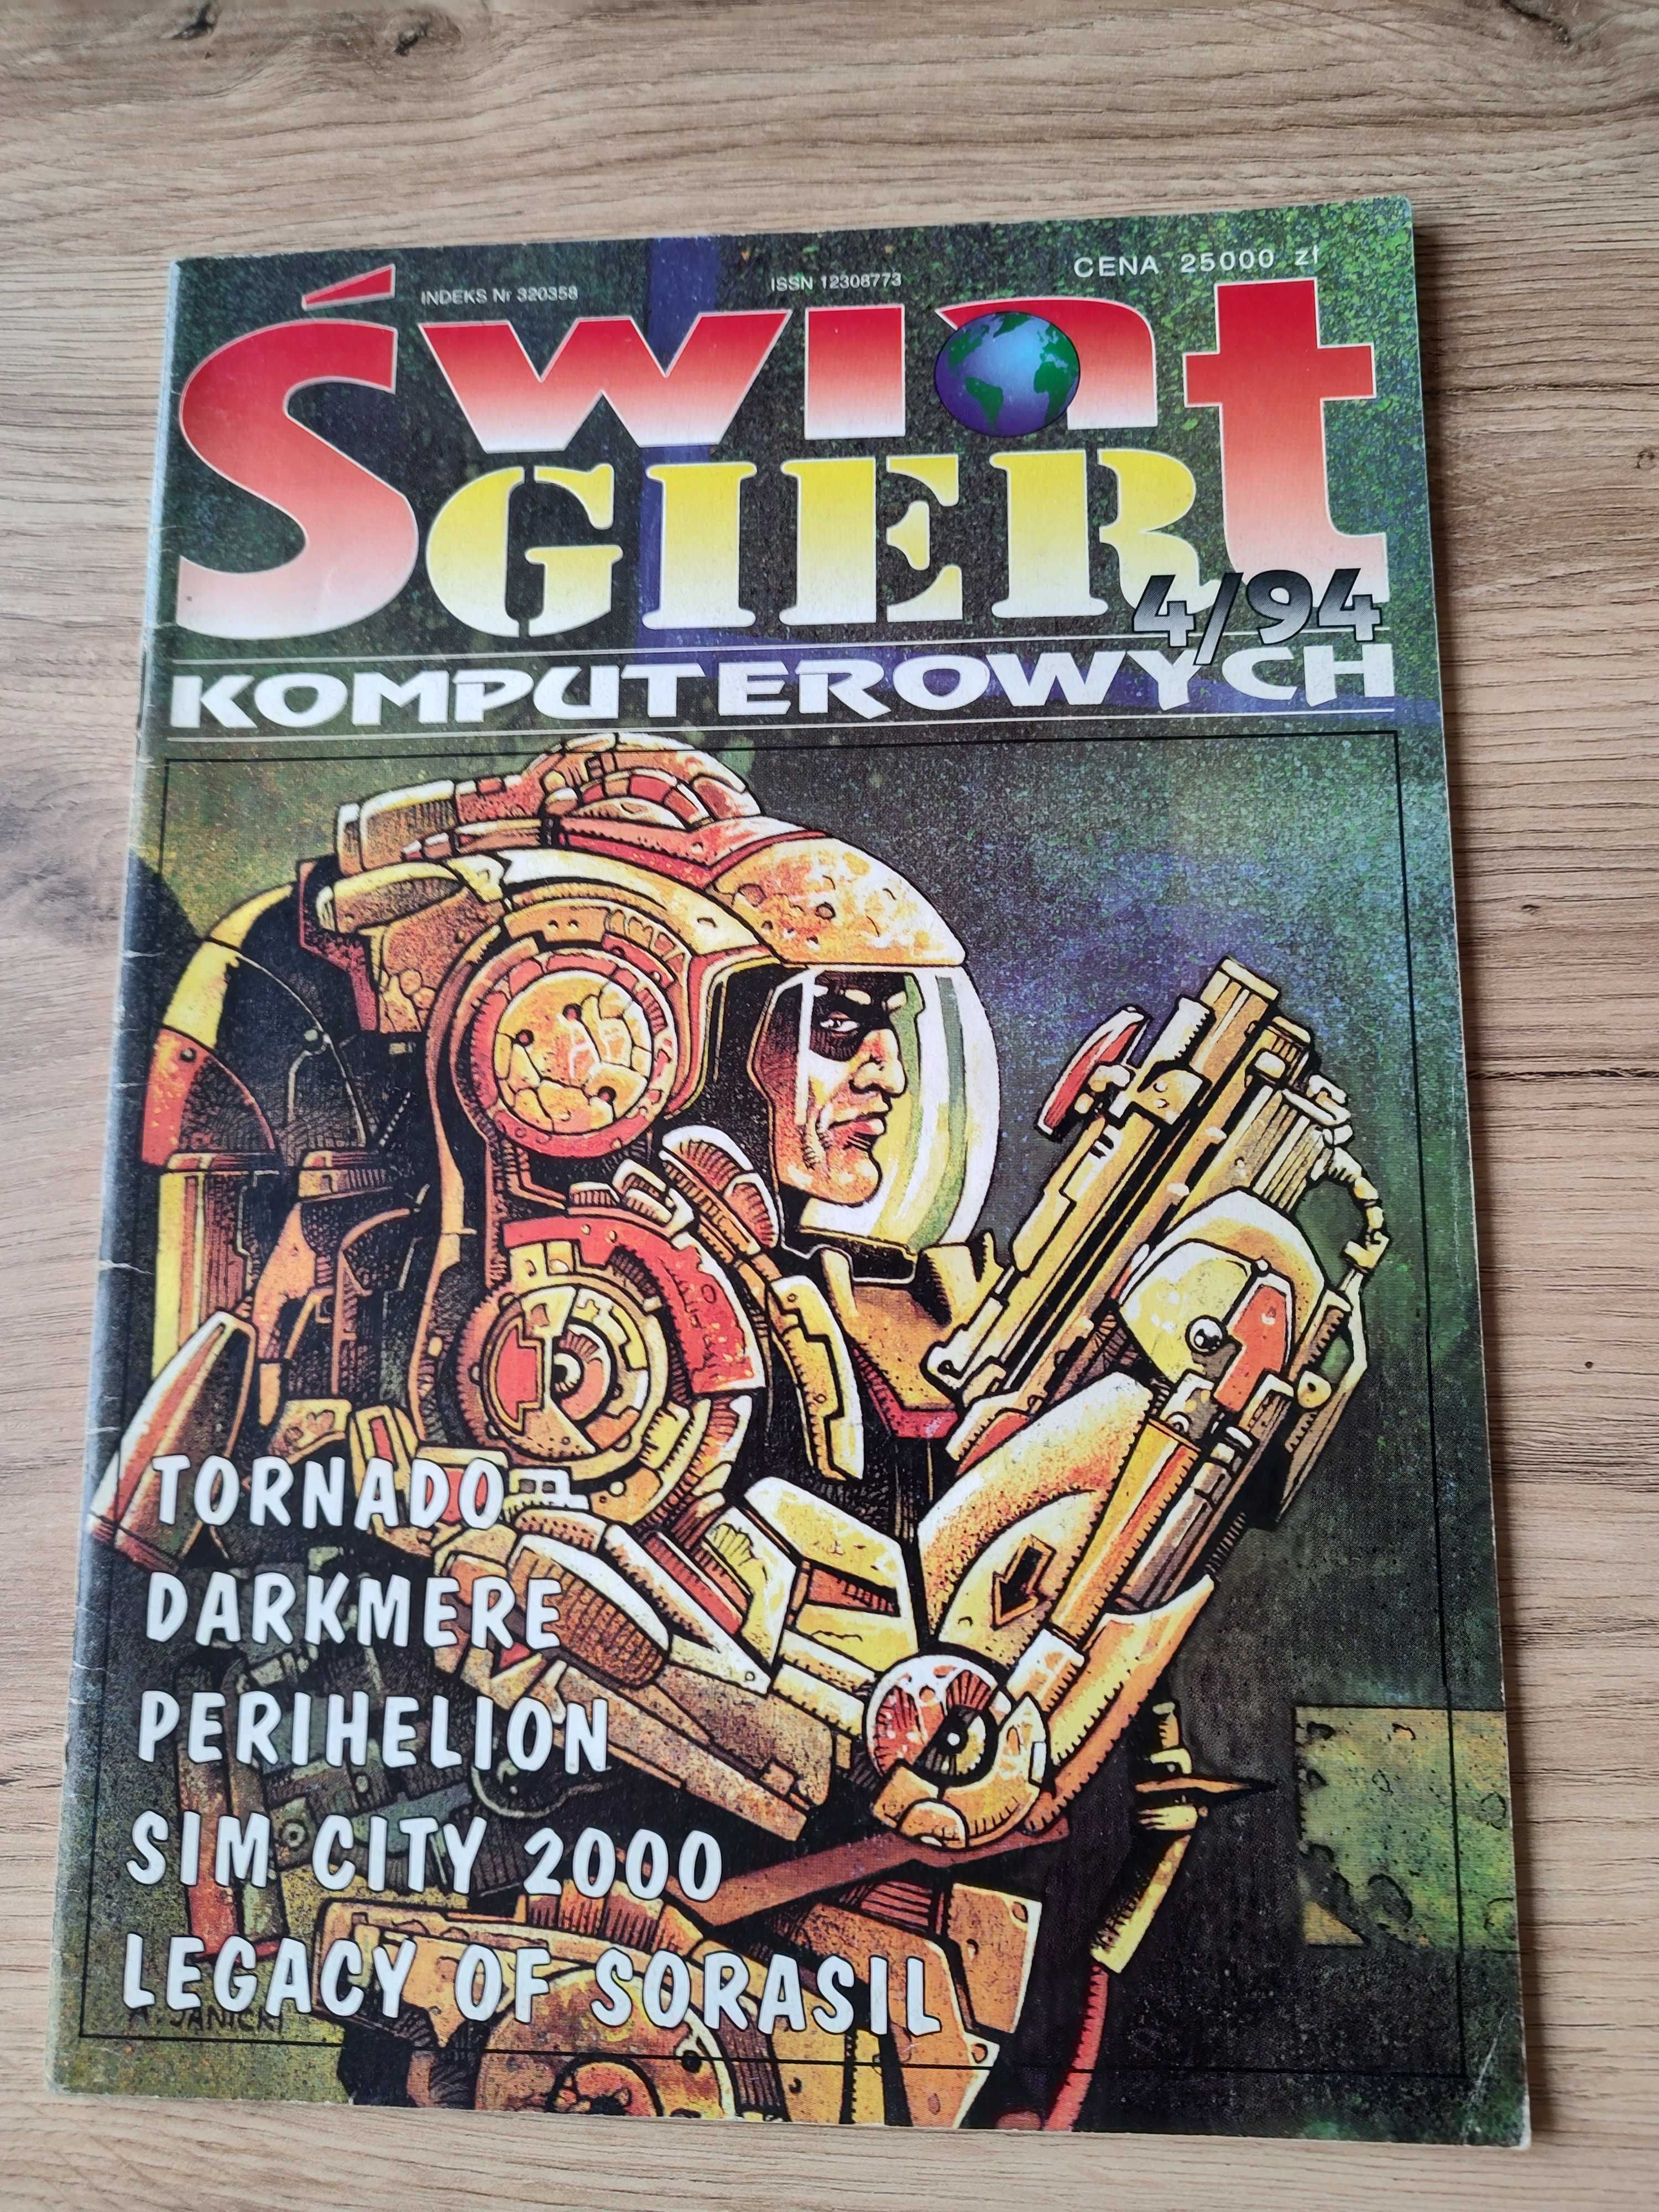 INDEKS Nr 320358
ISSN 12308773
CENA 25000 zł
Świat
GIER
4/94
KOMPUTEROWYCH
TORNADO
DARKMERE
PERIHELION
SIM CITY 2000
LEGACY OF SORASIL
JANICKI